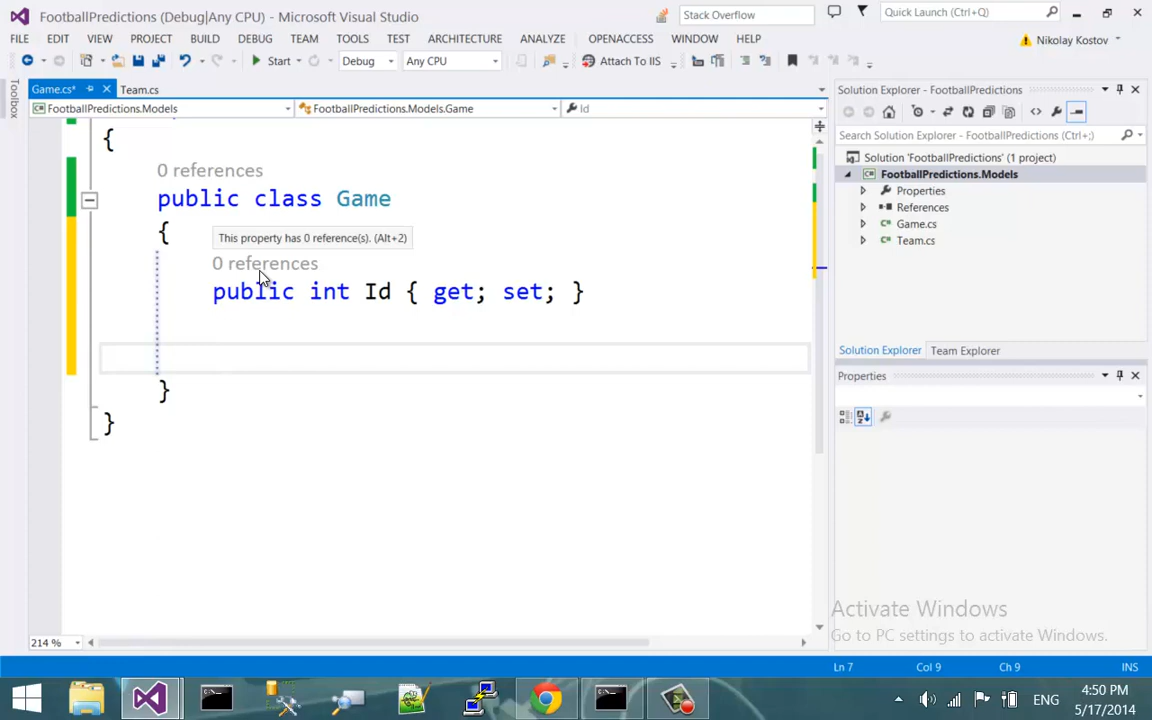 FootballPredictions (Debug|Any CPU) - Microsoft Visual Studio
Stack Overflow
Quick Launch (Ctrl+Q)
FILE EDIT VIEW PROJECT BUILD DEBUG TEAM TOOLS TEST ARCHITECTURE ANALYZE OPENACCESS WINDOW HELP
Nikolay Kostov
Start Debug Any CPU Attach To IIS
Toolbox
Game.cs* Team.cs
FootballPredictions.Models FootballPredictions.Models.Game Id
{
0 references
public class Game
{
This property has 0 reference(s). (Alt+2)
0 references
public int Id { get; set; }
}
}
214 %
Solution Explorer - FootballPredictions
Search Solution Explorer - FootballPredictions (Ctrl+;)
Solution 'FootballPredictions' (1 project)
FootballPredictions.Models
Properties
References
Game.cs
Team.cs
Solution Explorer Team Explorer
Properties
Activate Windows
Go to PC settings to activate Windows.
Ln 7 Col 9 Ch 9 INS
ENG
4:50 PM
5/17/2014